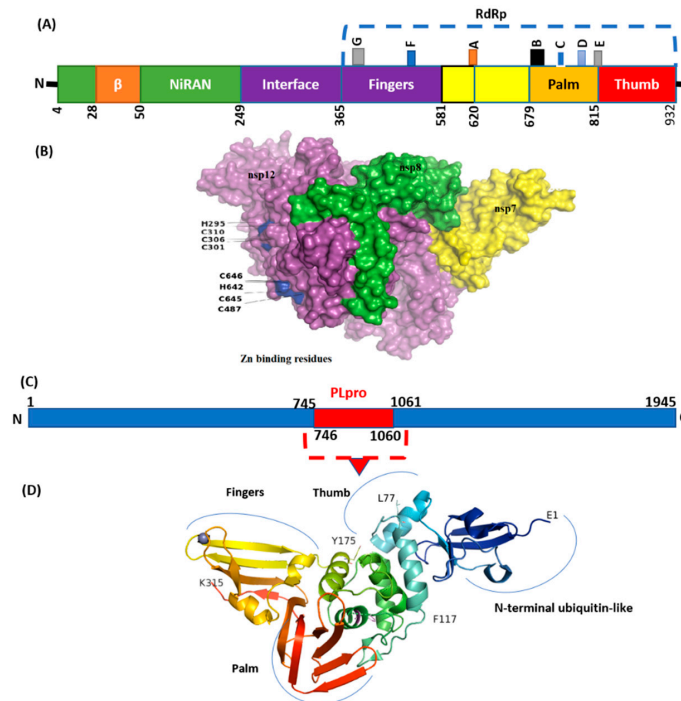 (A)
RdRp
G F A B C D E
N β NiRAN Interface Fingers Palm Thumb
4 28 50 249 365 581 620 679 815 932
(B)
nsp12 nsp8 nsp7
H295
C310
C306
C301
C646
H642
C645
C487
Zn binding residues
(C)
PLpro
1 745 1061 1945
N
746 1060
(D)
Fingers Thumb L77
E1
Y175
K315
F117
N-terminal ubiquitin-like
Palm